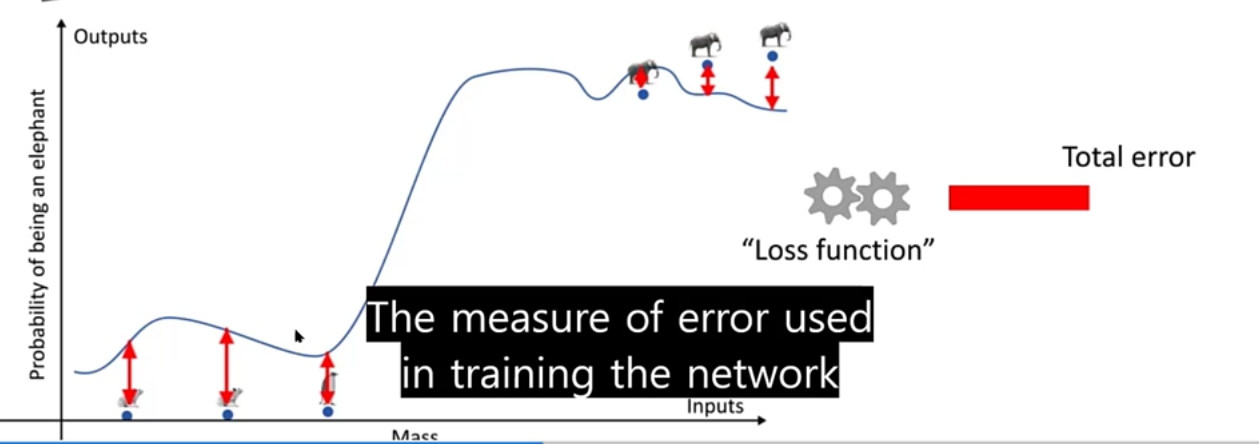 Outputs
Probability of being an elephant
Total error
“Loss function”
The measure of error used
in training the network
Inputs
Mass